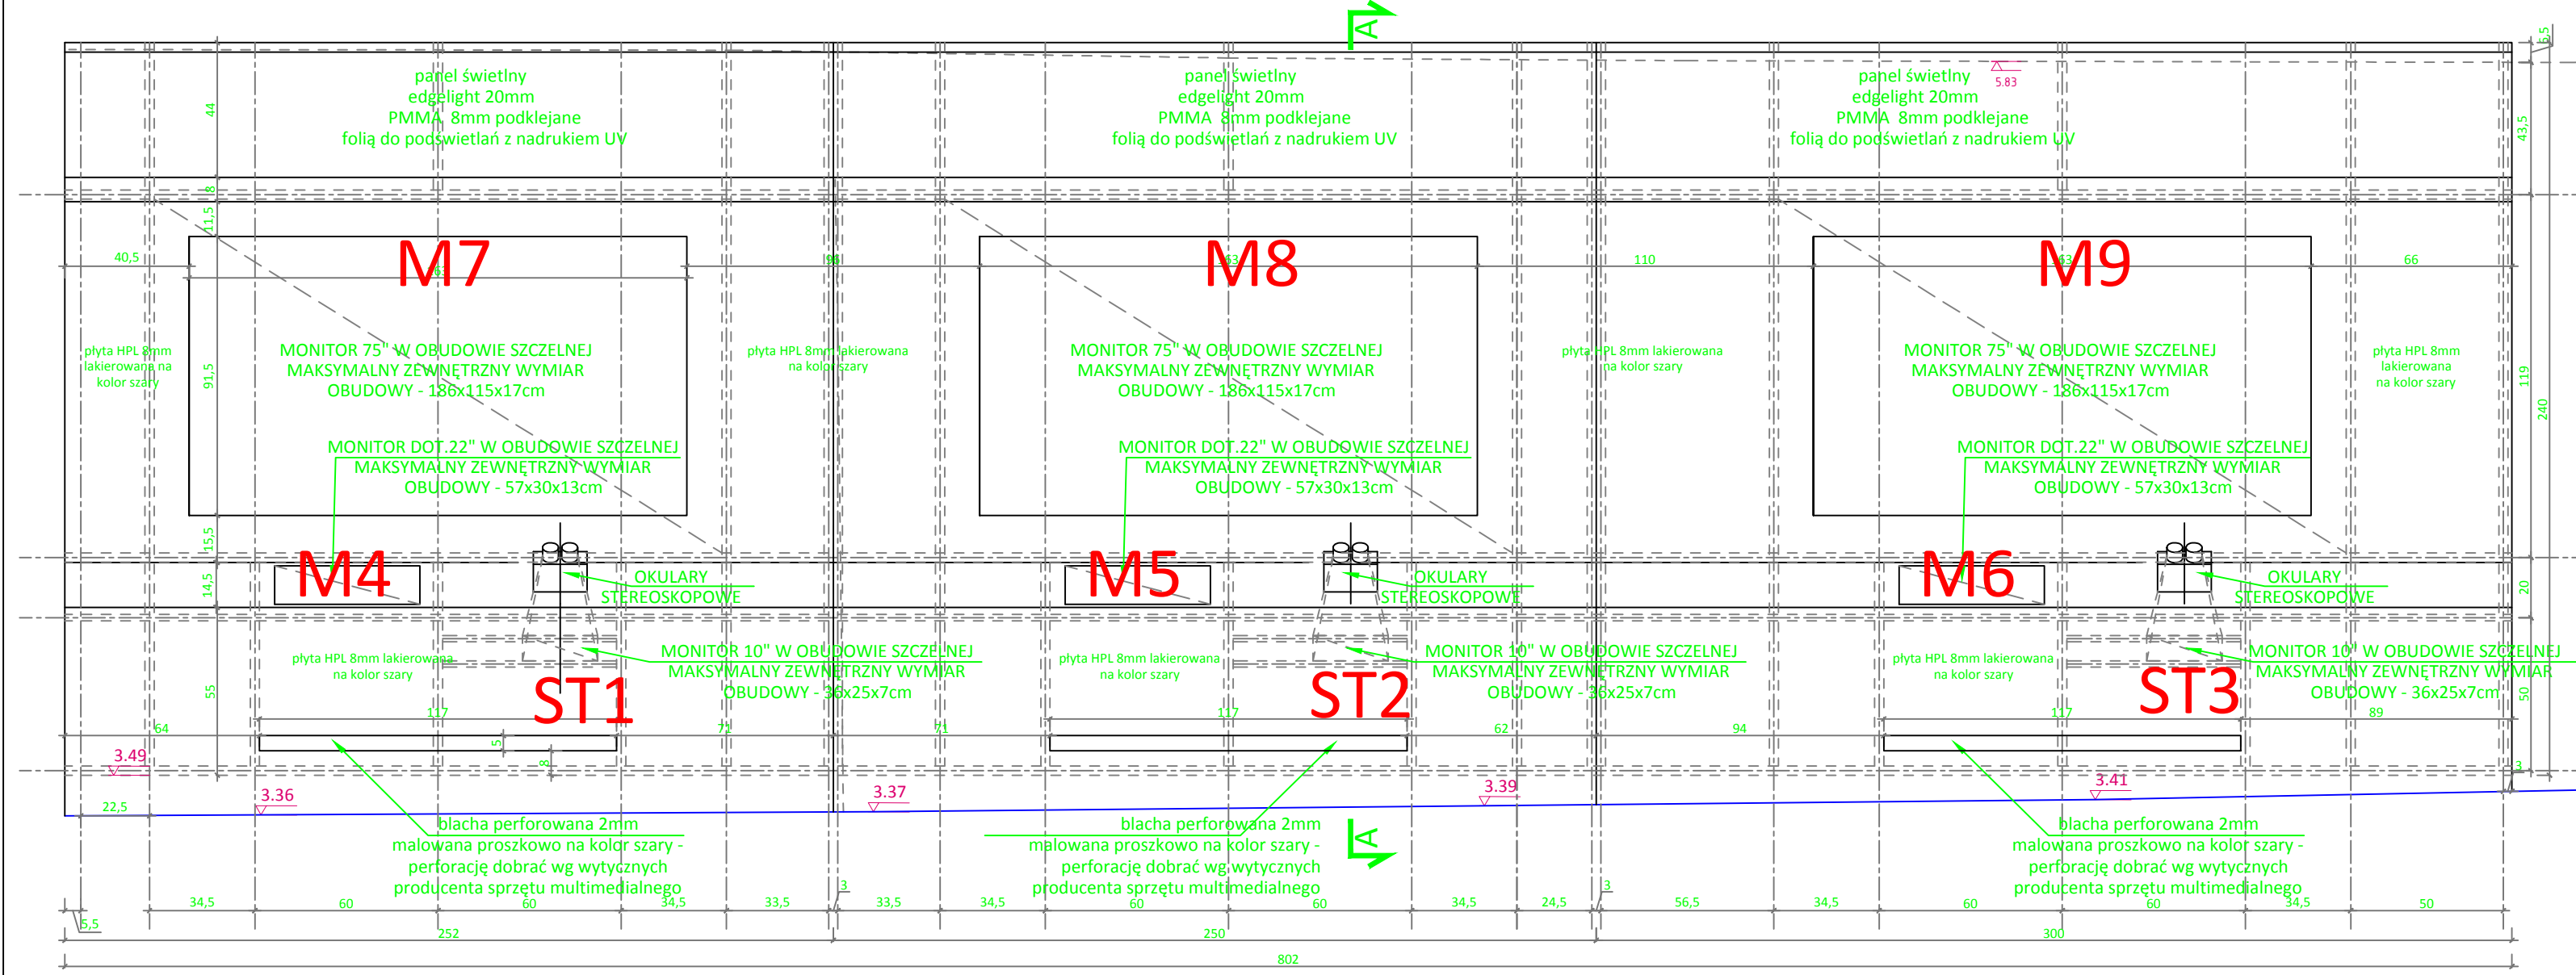 A
5,5
panel świetlny
edgelight 20mm
PMMA 8mm podklejane
folią do podświetlań z nadrukiem UV
panel świetlny
edgelight 20mm
PMMA 8mm podklejane
folią do podświetlań z nadrukiem UV
panel świetlny
edgelight 20mm
PMMA 8mm podklejane
folią do podświetlań z nadrukiem UV
5.83
44
43,5
8
11,5
40,5
M7
M8
163
110
M9
163
66
płyta HPL 8mm
lakierowana na
kolor szary
91,5
MONITOR 75" W OBUDOWIE SZCZELNEJ
MAKSYMALNY ZEWNĘTRZNY WYMIAR
OBUDOWY - 186x115x17cm
płyta HPL 8mm lakierowana
na kolor szary
MONITOR 75" W OBUDOWIE SZCZELNEJ
MAKSYMALNY ZEWNĘTRZNY WYMIAR
OBUDOWY - 186x115x17cm
płyta HPL 8mm lakierowana
na kolor szary
MONITOR 75" W OBUDOWIE SZCZELNEJ
MAKSYMALNY ZEWNĘTRZNY WYMIAR
OBUDOWY - 186x115x17cm
płyta HPL 8mm
lakierowana
na kolor szary
119
240
MONITOR DOT.22" W OBUDOWIE SZCZELNEJ
MAKSYMALNY ZEWNĘTRZNY WYMIAR
OBUDOWY - 57x30x13cm
MONITOR DOT.22" W OBUDOWIE SZCZELNEJ
MAKSYMALNY ZEWNĘTRZNY WYMIAR
OBUDOWY - 57x30x13cm
MONITOR DOT.22" W OBUDOWIE SZCZELNEJ
MAKSYMALNY ZEWNĘTRZNY WYMIAR
OBUDOWY - 57x30x13cm
15,5
14,5
M4
OKULARY
STEREOSKOPOWE
M5
OKULARY
STEREOSKOPOWE
M6
OKULARY
STEREOSKOPOWE
20
55
płyta HPL 8mm lakierowana
na kolor szary
MONITOR 10" W OBUDOWIE SZCZELNEJ
MAKSYMALNY ZEWNĘTRZNY WYMIAR
OBUDOWY - 36x25x7cm
płyta HPL 8mm lakierowana
na kolor szary
MONITOR 10" W OBUDOWIE SZCZELNEJ
MAKSYMALNY ZEWNĘTRZNY WYMIAR
OBUDOWY - 36x25x7cm
płyta HPL 8mm lakierowana
na kolor szary
MONITOR 10" W OBUDOWIE SZCZELNEJ
MAKSYMALNY ZEWNĘTRZNY WYMIAR
OBUDOWY - 36x25x7cm
50
ST1
ST2
ST3
117
117
117
89
64
71
71
62
94
5
8
3
3.49
3.36
3.37
3.39
3.41
22,5
blacha perforowana 2mm
malowana proszkowo na kolor szary -
perforację dobrać wg wytycznych
producenta sprzętu multimedialnego
blacha perforowana 2mm
malowana proszkowo na kolor szary -
perforację dobrać wg wytycznych
producenta sprzętu multimedialnego
A
blacha perforowana 2mm
malowana proszkowo na kolor szary -
perforację dobrać wg wytycznych
producenta sprzętu multimedialnego
3
3
5,5
34,5
60
60
34,5
33,5
33,5
34,5
60
60
34,5
24,5
56,5
34,5
60
60
34,5
50
252
250
300
802